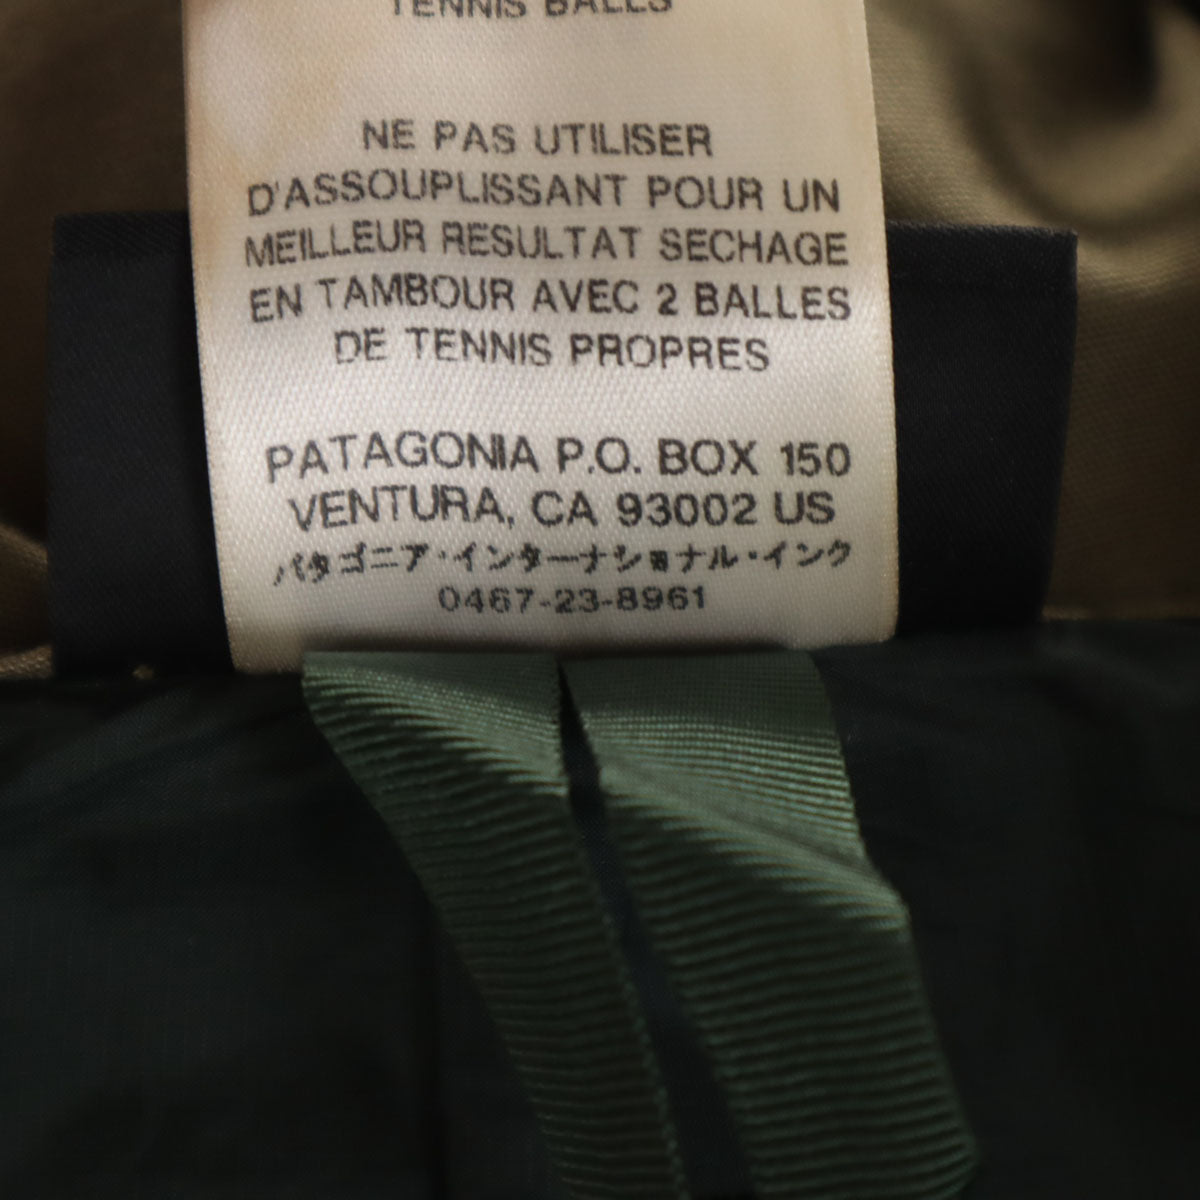 TENNIS BALLS
NE PAS UTILISER
D'ASSOUPLISSANT POUR UN
MEILLEUR RESULTAT SECHAGE
EN TAMBOUR AVEC 2 BALLES
DE TENNIS PROPRES
PATAGONIA P.O. BOX 150
VENTURA, CA 93002 US
パタゴニア・インターナショナル・インク
0467-23-8961